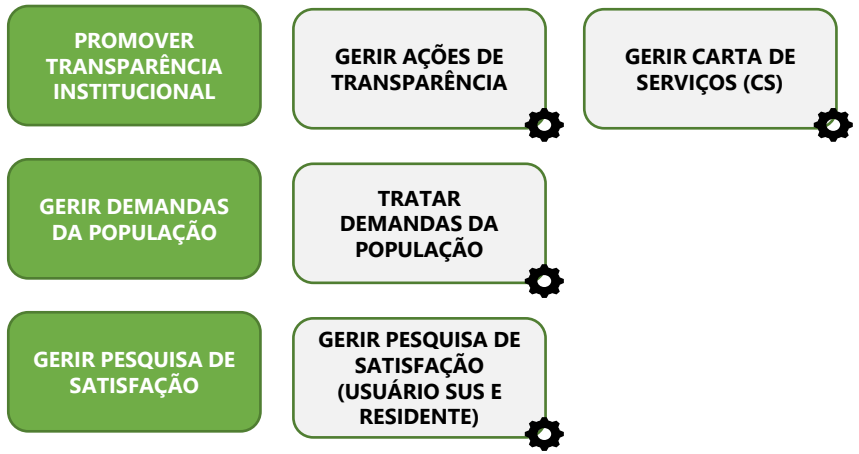 PROMOVER
TRANSPARÊNCIA
INSTITUCIONAL
GERIR AÇÕES DE
TRANSPARÊNCIA
GERIR CARTA DE
SERVIÇOS (CS)
GERIR DEMANDAS
DA POPULAÇÃO
TRATAR
DEMANDAS DA
POPULAÇÃO
GERIR PESQUISA DE
SATISFAÇÃO
GERIR PESQUISA DE
SATISFAÇÃO
(USUÁRIO SUS E
RESIDENTE)